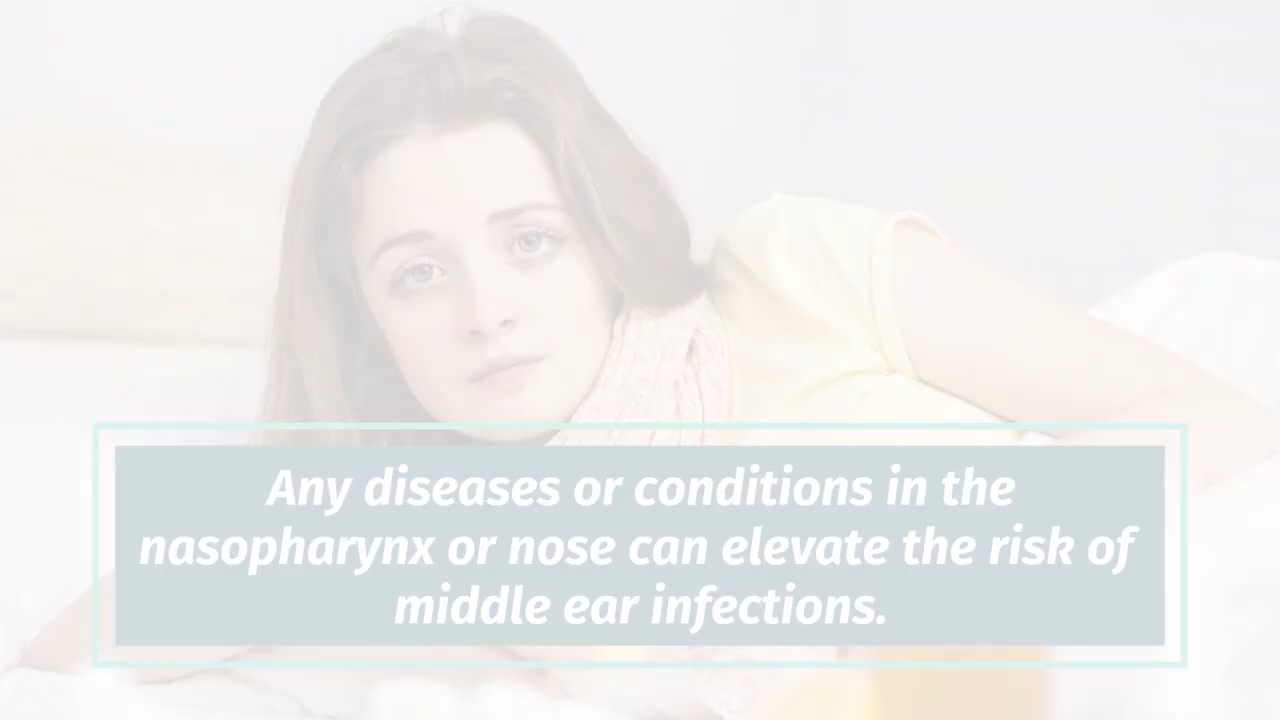 Any diseases or conditions in the
nasopharynx or nose can elevate the risk of
middle ear infections.